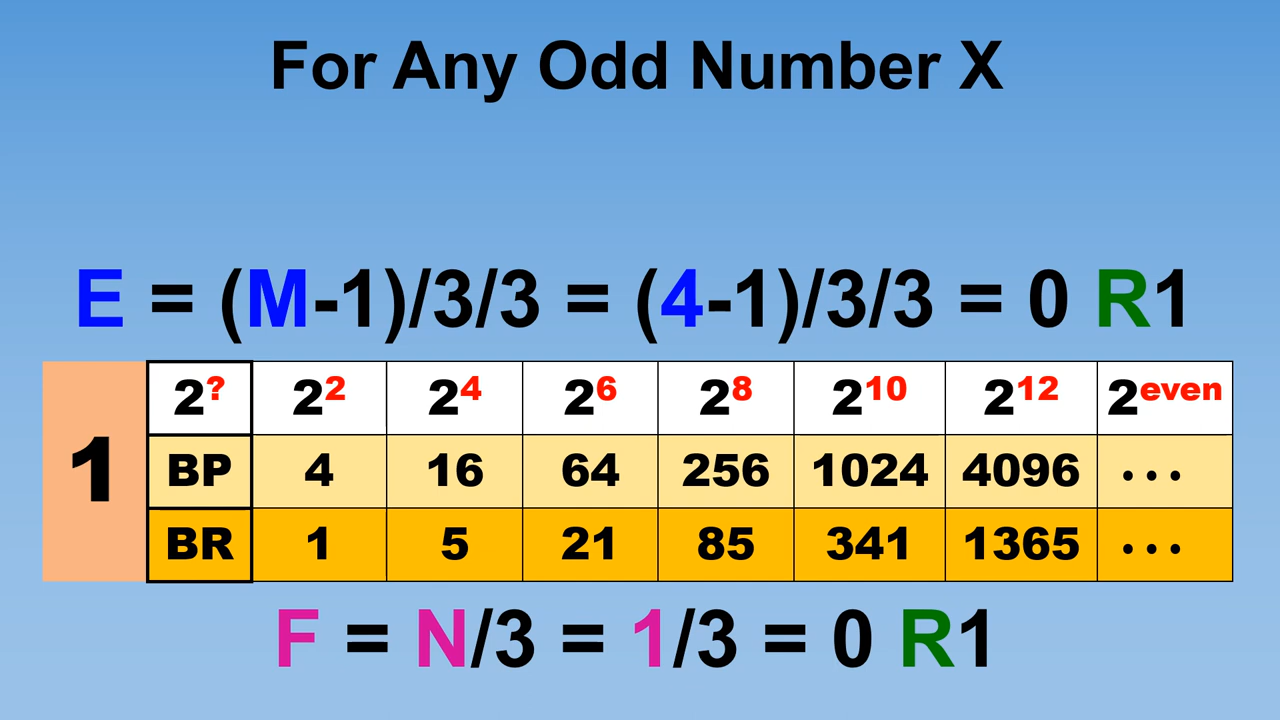 For Any Odd Number X
E = (M-1)/3/3 = (4-1)/3/3 = 0 R1
1
2? 2² 2⁴ 2⁶ 2⁸ 2¹⁰ 2¹² 2even
BP 4 16 64 256 1024 4096 ...
BR 1 5 21 85 341 1365 ...
F = N/3 = 1/3 = 0 R1